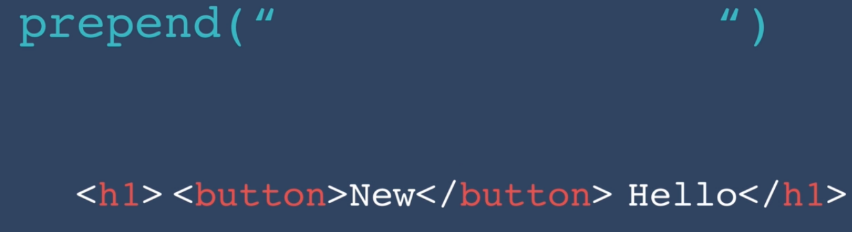 prepend(“ “)
<h1><button>New</button> Hello</h1>